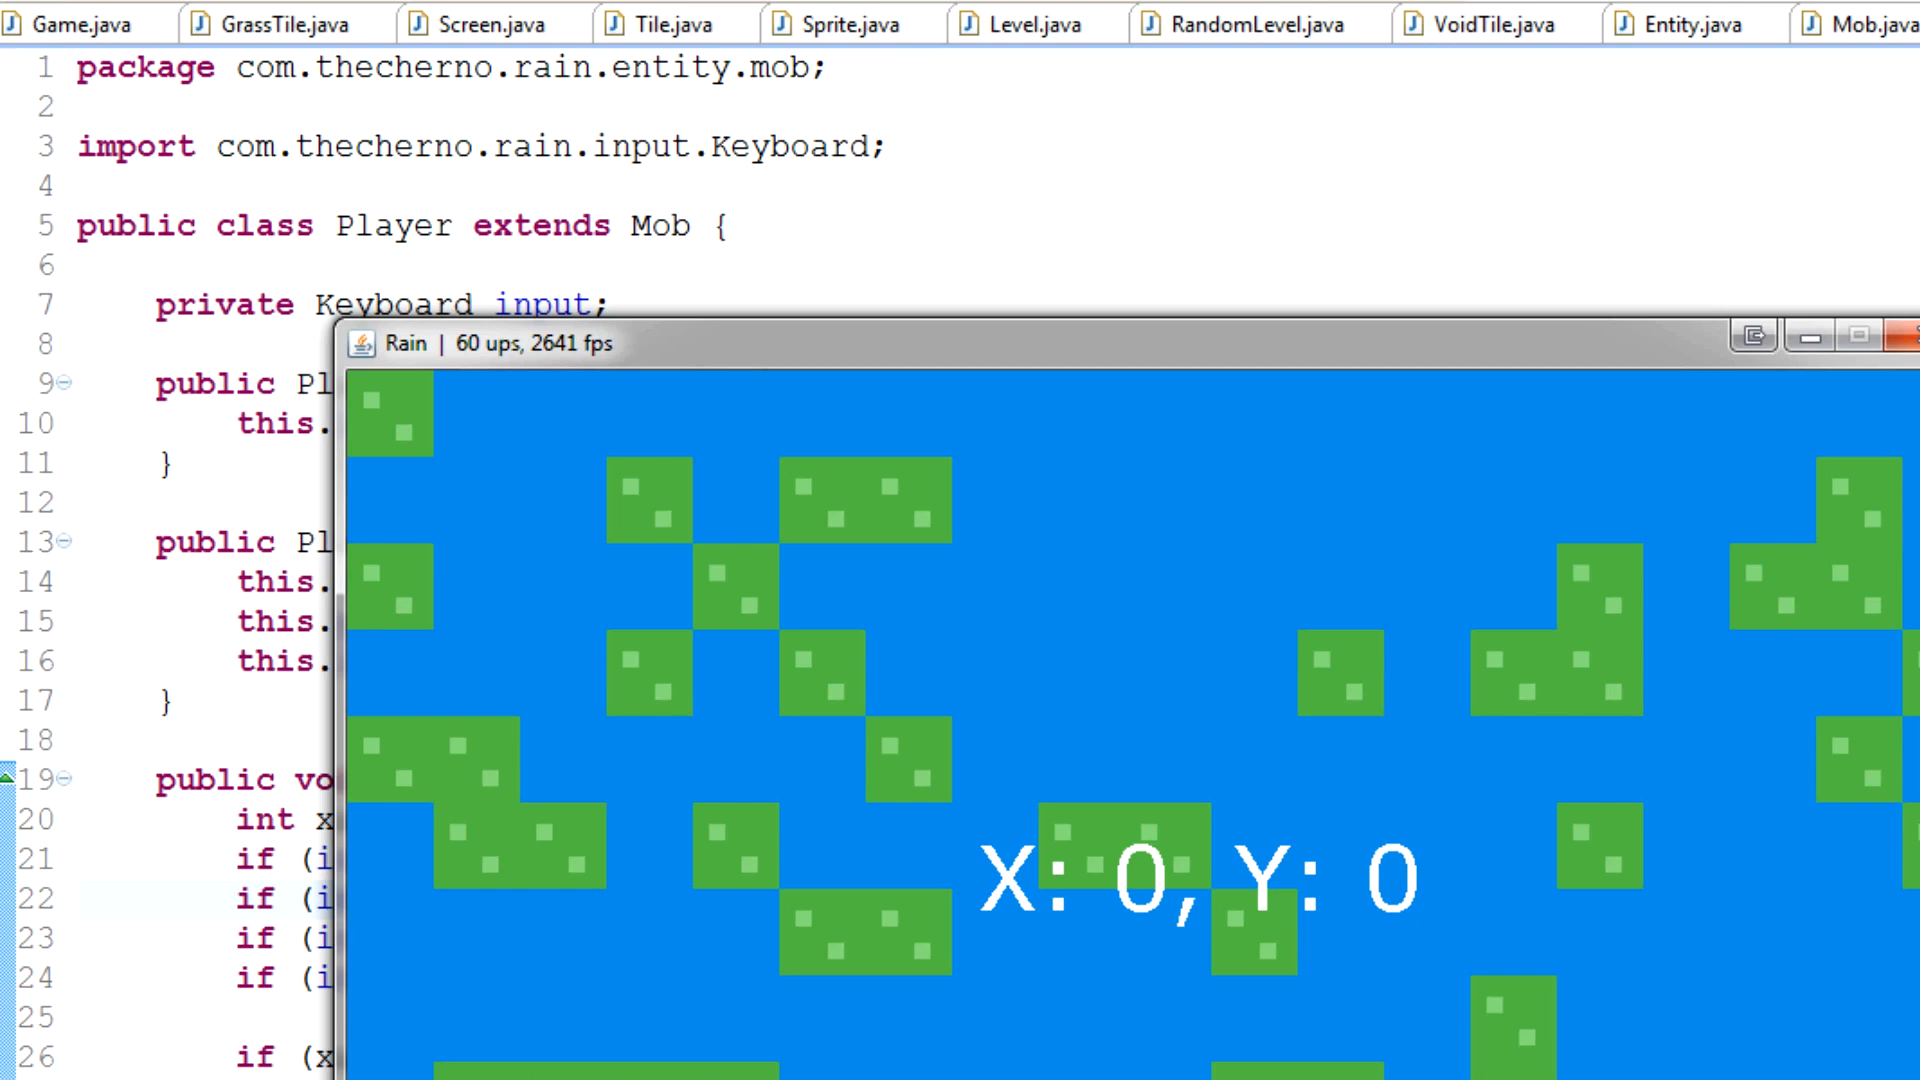 Game.java GrassTile.java Screen.java Tile.java Sprite.java Level.java RandomLevel.java VoidTile.java Entity.java Mob.java
1 package com.thecherno.rain.entity.mob;
2
3 import com.thecherno.rain.input.Keyboard;
4
5 public class Player extends Mob {
6
7 private Keyboard input;
Rain | 60 ups, 2641 fps
8
9 public Pl
10 this.
11 }
12
13 public Pl
14 this.
15 this.
16 this.
17 }
18
19 public vo
20 int x
21 if (i
X: 0, Y: 0
22 if (i
23 if (i
24 if (i
25
26 if (x